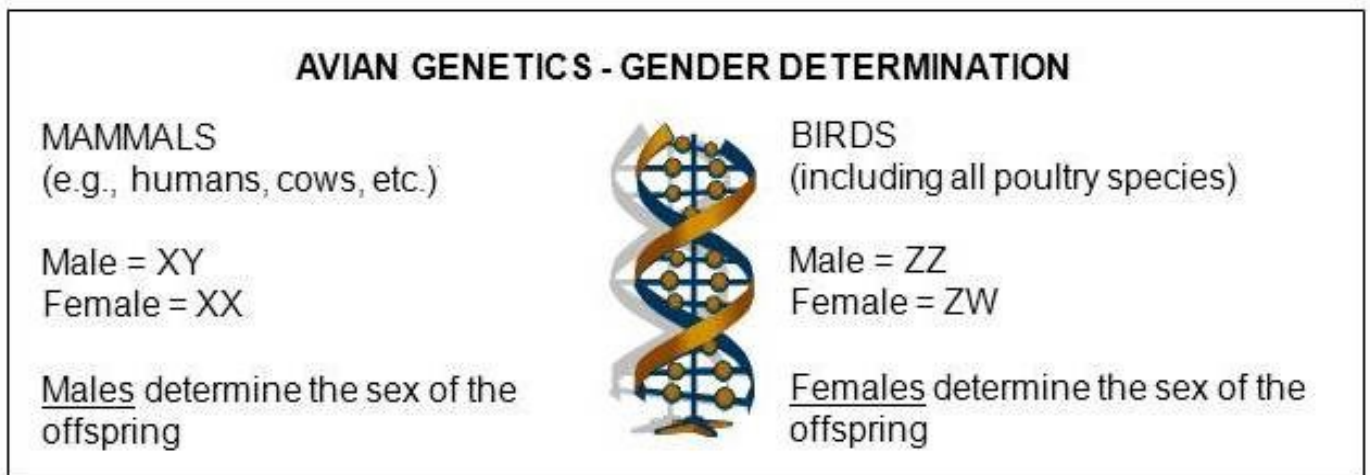 AVIAN GENETICS - GENDER DETERMINATION
MAMMALS
(e.g., humans, cows, etc.)
Male = XY
Female = XX
Males determine the sex of the
offspring
BIRDS
(including all poultry species)
Male = ZZ
Female = ZW
Females determine the sex of the
offspring